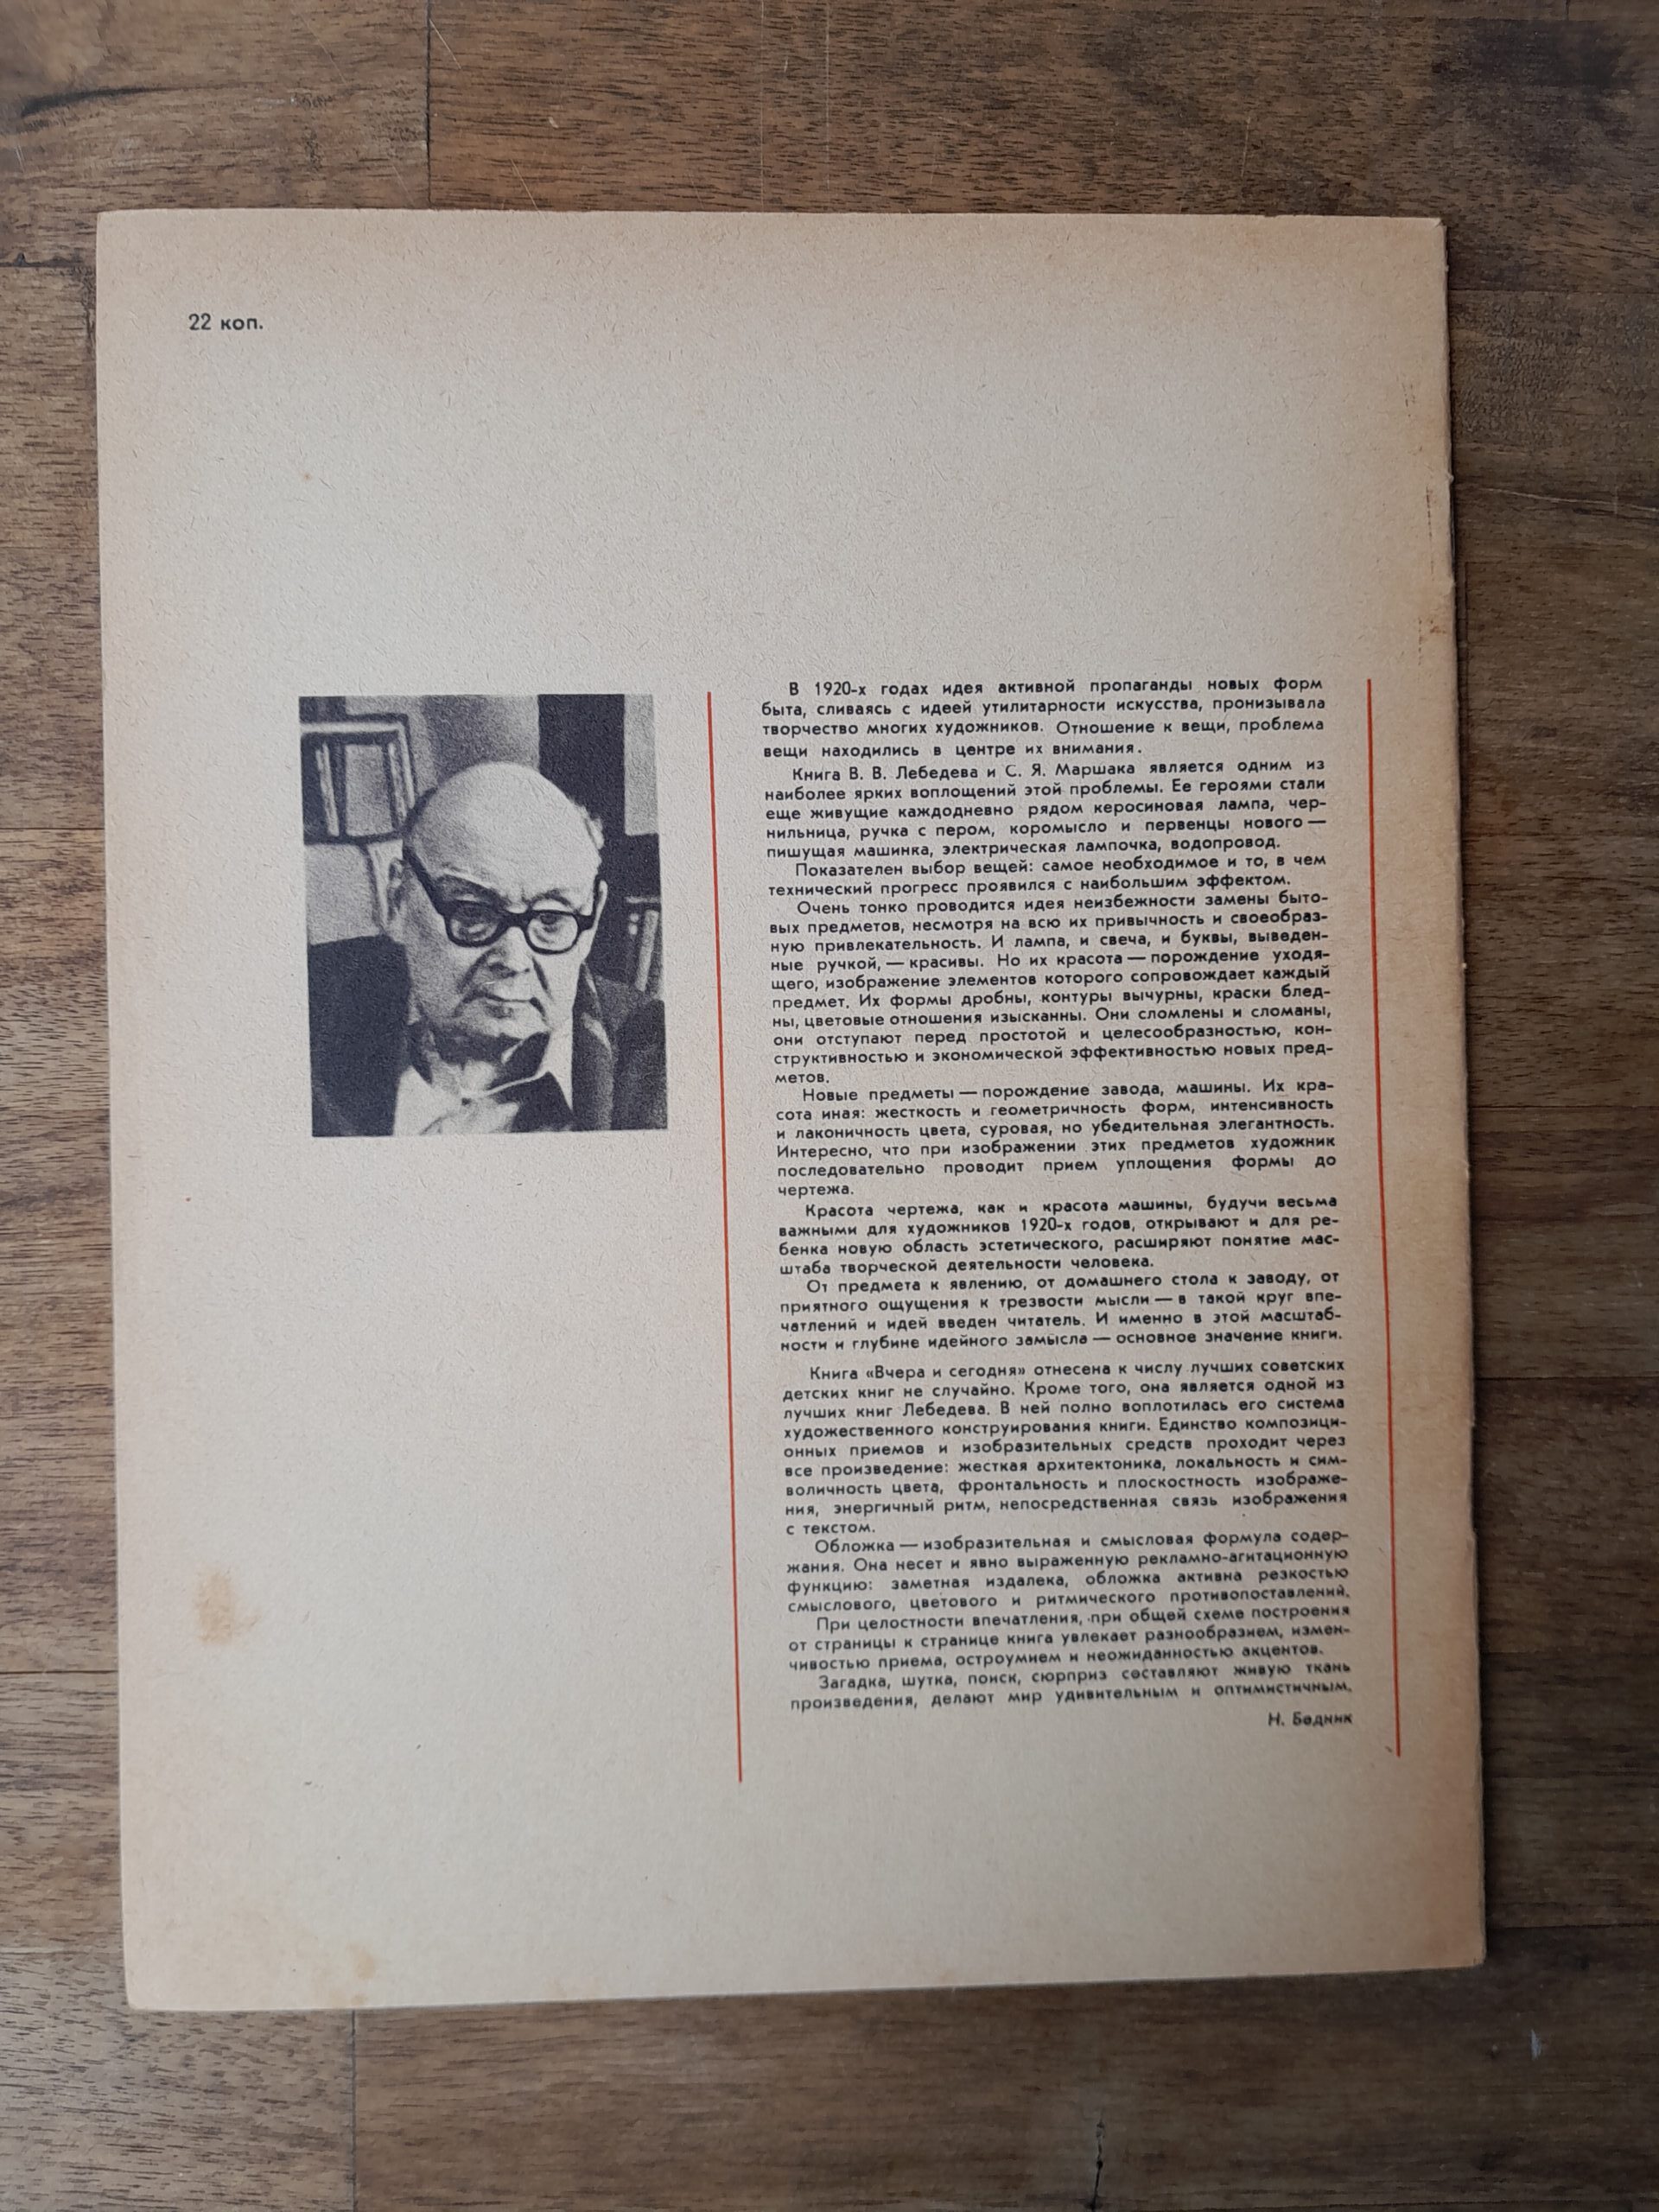 22 коп.
В 1920-х годах идея активной пропаганды новых форм
быта, сливаясь с идеей утилитарности искусства, пронизывала
творчество многих художников. Отношение к вещи, проблема
вещи находились в центре их внимания.
Книга В. В. Лебедева и С. Я. Маршака является одним из
наиболее ярких воплощений этой проблемы. Ее героями стали
еще живущие каждодневно рядом керосиновая лампа, чер-
нильница, ручка с пером, коромысло и первенцы нового —
пишущая машинка, электрическая лампочка, водопровод.
Показателен выбор вещей: самое необходимое и то, в чем
технический прогресс проявился с наибольшим эффектом.
Очень тонко проводится идея неизбежности замены быто-
вых предметов, несмотря на всю их привычность и своеобраз-
ную привлекательность. И лампа, и свеча, и буквы, выведен-
ные ручкой, — красивы. Но их красота — порождение уходя-
щего, изображение элементов которого сопровождает каждый
предмет. Их формы дробны, контуры вычурны, краски блед-
ны, цветовые отношения изысканны. Они сломлены и сломаны,
они отступают перед простотой и целесообразностью, кон-
структивностью и экономической эффективностью новых пред-
метов.
Новые предметы — порождение завода, машины. Их кра-
сота иная: жесткость и геометричность форм, интенсивность
и лаконичность цвета, суровая, но убедительная элегантность.
Интересно, что при изображении этих предметов художник
последовательно проводит прием уплощения формы до
чертежа.
Красота чертежа, как и красота машины, будучи весьма
важными для художников 1920-х годов, открывают и для ре-
бенка новую область эстетического, расширяют понятие мас-
штаба творческой деятельности человека.
От предмета к явлению, от домашнего стола к заводу, от
приятного ощущения к трезвости мысли — в такой круг впе-
чатлений и идей введен читатель. И именно в этой масштаб-
ности и глубине идейного замысла — основное значение книги.
Книга «Вчера и сегодня» отнесена к числу лучших советских
детских книг не случайно. Кроме того, она является одной из
лучших книг Лебедева. В ней полно воплотилась его система
художественного конструирования книги. Единство композици-
онных приемов и изобразительных средств проходит через
все произведение: жесткая архитектоника, локальность и сим-
воличность цвета, фронтальность и плоскостность изображе-
ния, энергичный ритм, непосредственная связь изображения
с текстом.
Обложка — изобразительная и смысловая формула содер-
жания. Она несет и явно выраженную рекламно-агитационную
функцию: заметная издалека, обложка активна резкостью
смыслового, цветового и ритмического противопоставлений.
При целостности впечатления, при общей схеме построения
от страницы к странице книга увлекает разнообразием, измен-
чивостью приема, остроумием и неожиданностью акцентов.
Загадка, шутка, поиск, сюрприз составляют живую ткань
произведения, делают мир удивительным и оптимистичным.
Н. Бедник